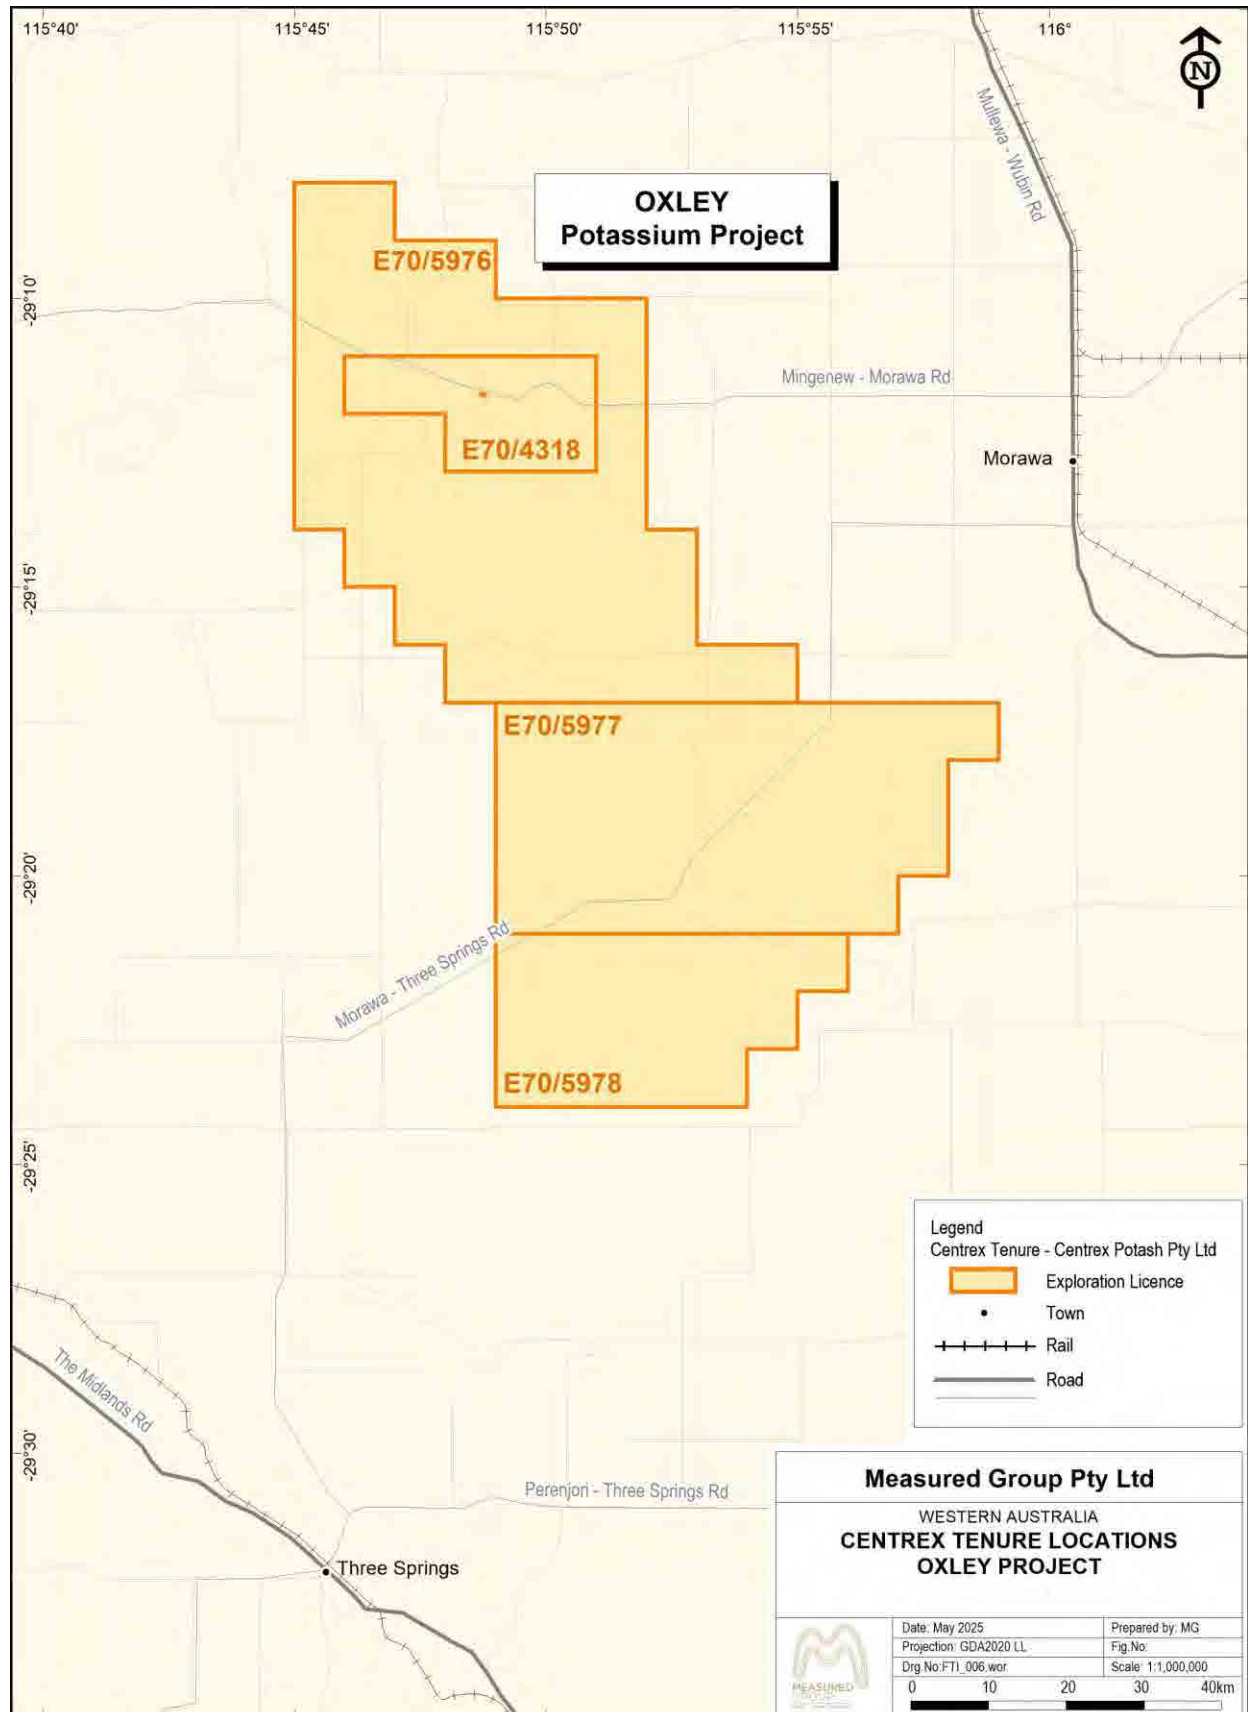 115°40'
115°45'
115°50'
115°55'
116°
N
Mullewa - Wubin Rd
OXLEY
Potassium Project
E70/5976
-29°10'
Mingenew - Morawa Rd
E70/4318
Morawa
-29°15'
E70/5977
-29°20'
Morawa - Three Springs Rd
E70/5978
-29°25'
Legend
Centrex Tenure - Centrex Potash Pty Ltd
Exploration Licence
Town
Rail
Road
The Midlands Rd
-29°30'
Perenjori - Three Springs Rd
Three Springs
Measured Group Pty Ltd
WESTERN AUSTRALIA
CENTREX TENURE LOCATIONS
OXLEY PROJECT
Date: May 2025
Prepared by: MG
Projection: GDA2020 LL
Fig.No:
Drg.No:FTI_006.wor
Scale: 1:1,000,000
MEASURED
0 10 20 30 40km